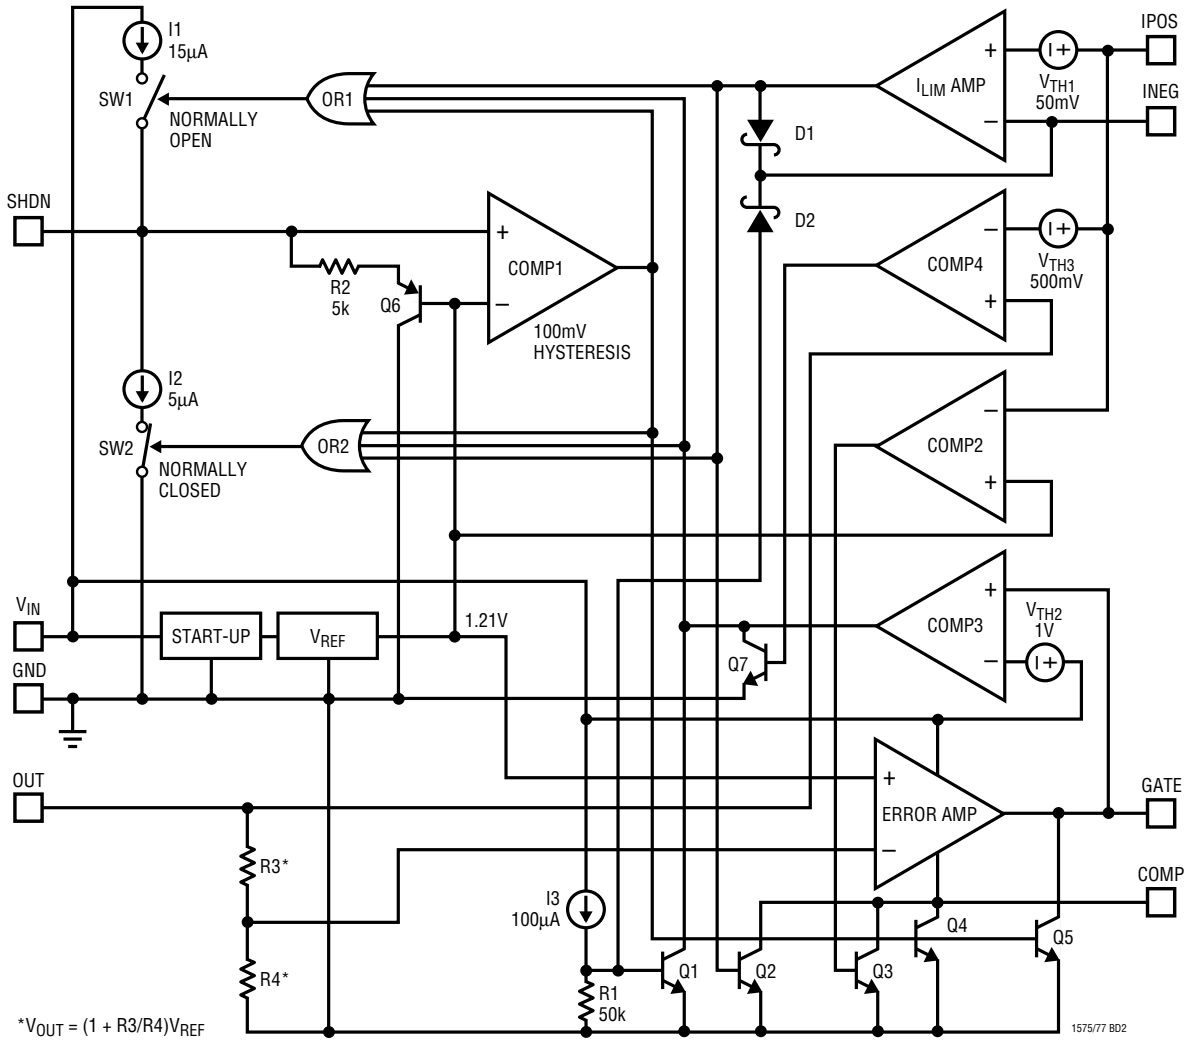 I1
15µA
SW1
NORMALLY
OPEN
OR1
ILIM AMP
+
–
VTH1
50mV
IPOS
INEG
D1
D2
SHDN
R2
5k
Q6
+
–
COMP1
100mV
HYSTERESIS
COMP4
–
+
VTH3
500mV
I2
5µA
SW2
NORMALLY
CLOSED
OR2
COMP2
–
+
VIN
START-UP
VREF
1.21V
COMP3
+
–
VTH2
1V
GND
Q7
OUT
+
–
ERROR AMP
GATE
R3*
COMP
I3
100µA
R4*
R1
50k
Q1
Q2
Q3
Q4
Q5
*VOUT = (1 + R3/R4)VREF
1575/77 BD2